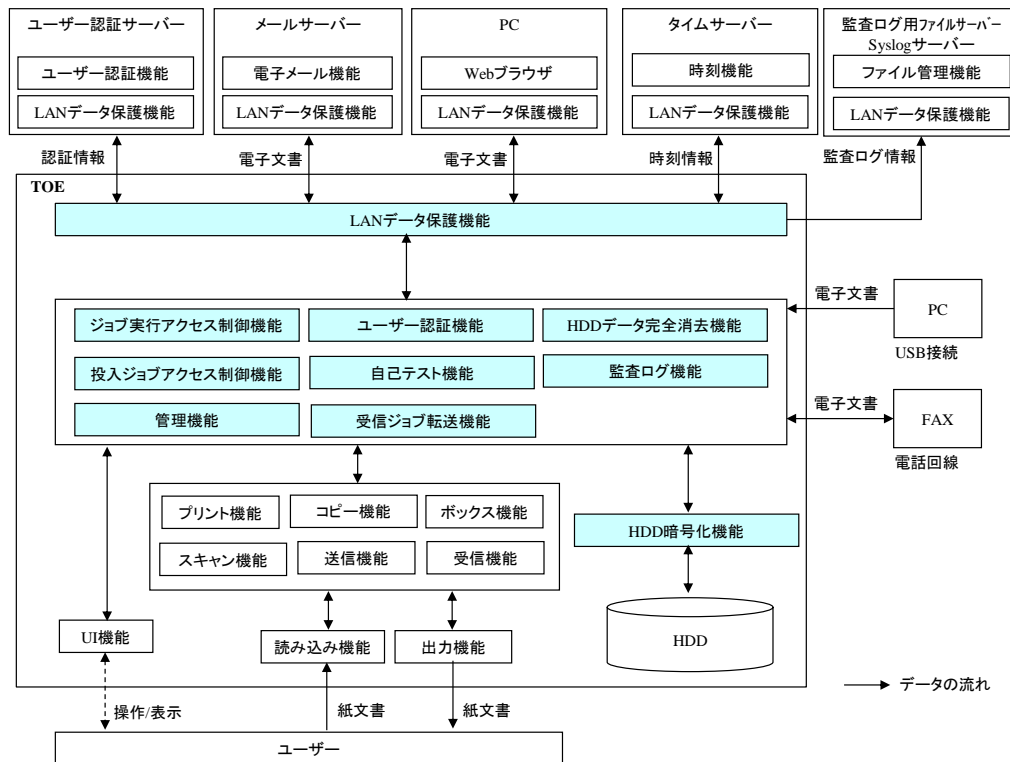 ユーザー認証サーバー
ユーザー認証機能
LANデータ保護機能
メールサーバー
電子メール機能
LANデータ保護機能
PC
Webブラウザ
LANデータ保護機能
タイムサーバー
時刻機能
LANデータ保護機能
監査ログ用ファイルサーバー
Syslogサーバー
ファイル管理機能
LANデータ保護機能
認証情報
電子文書
電子文書
時刻情報
監査ログ情報
TOE
LANデータ保護機能
ジョブ実行アクセス制御機能
ユーザー認証機能
HDDデータ完全消去機能
投入ジョブアクセス制御機能
自己テスト機能
監査ログ機能
管理機能
受信ジョブ転送機能
電子文書
PC
USB接続
電子文書
FAX
電話回線
プリント機能
コピー機能
ボックス機能
スキャン機能
送信機能
受信機能
HDD暗号化機能
HDD
UI機能
読み込み機能
出力機能
データの流れ
操作/表示
紙文書
紙文書
ユーザー